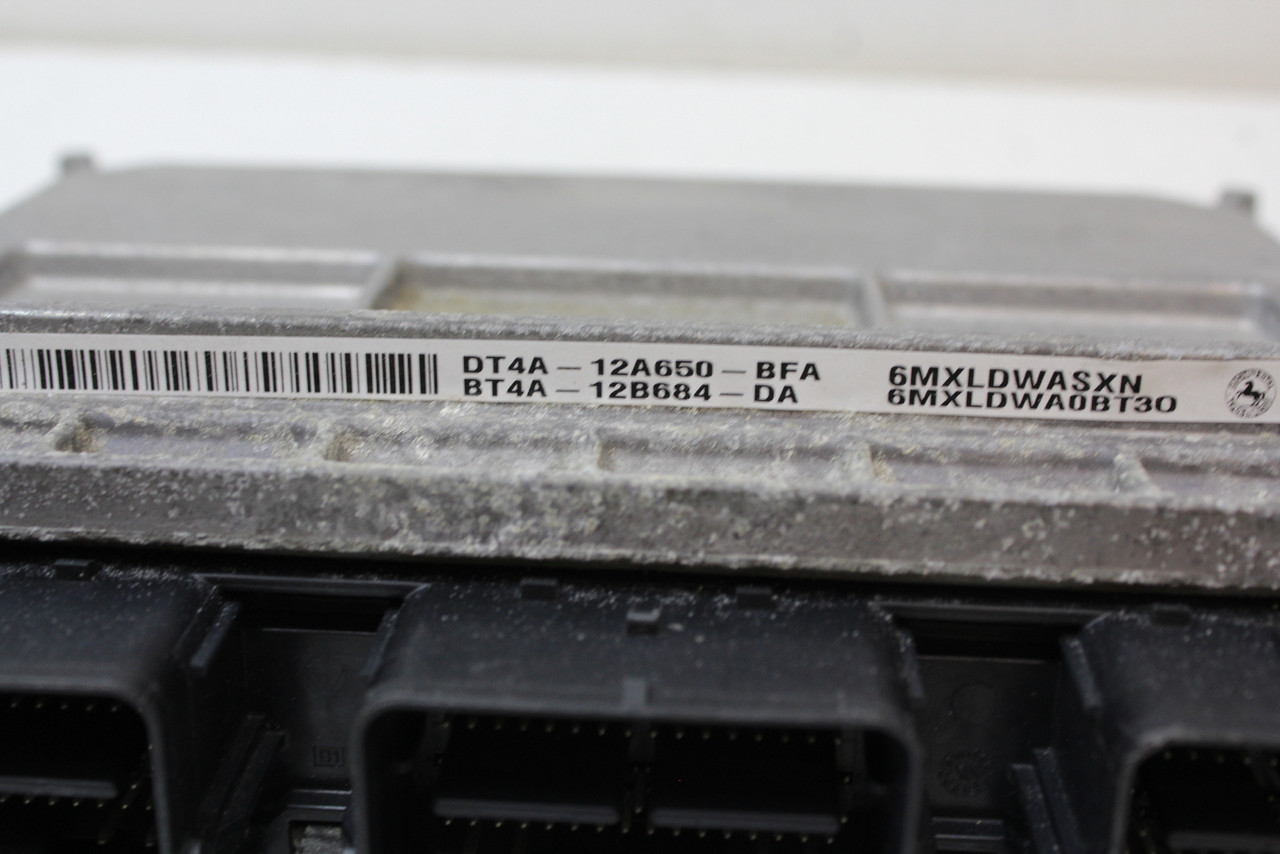 DT4A-12A650-BFA
BT4A-12B684-DA
6MXLDWASXN
6MXLDWA0BT30